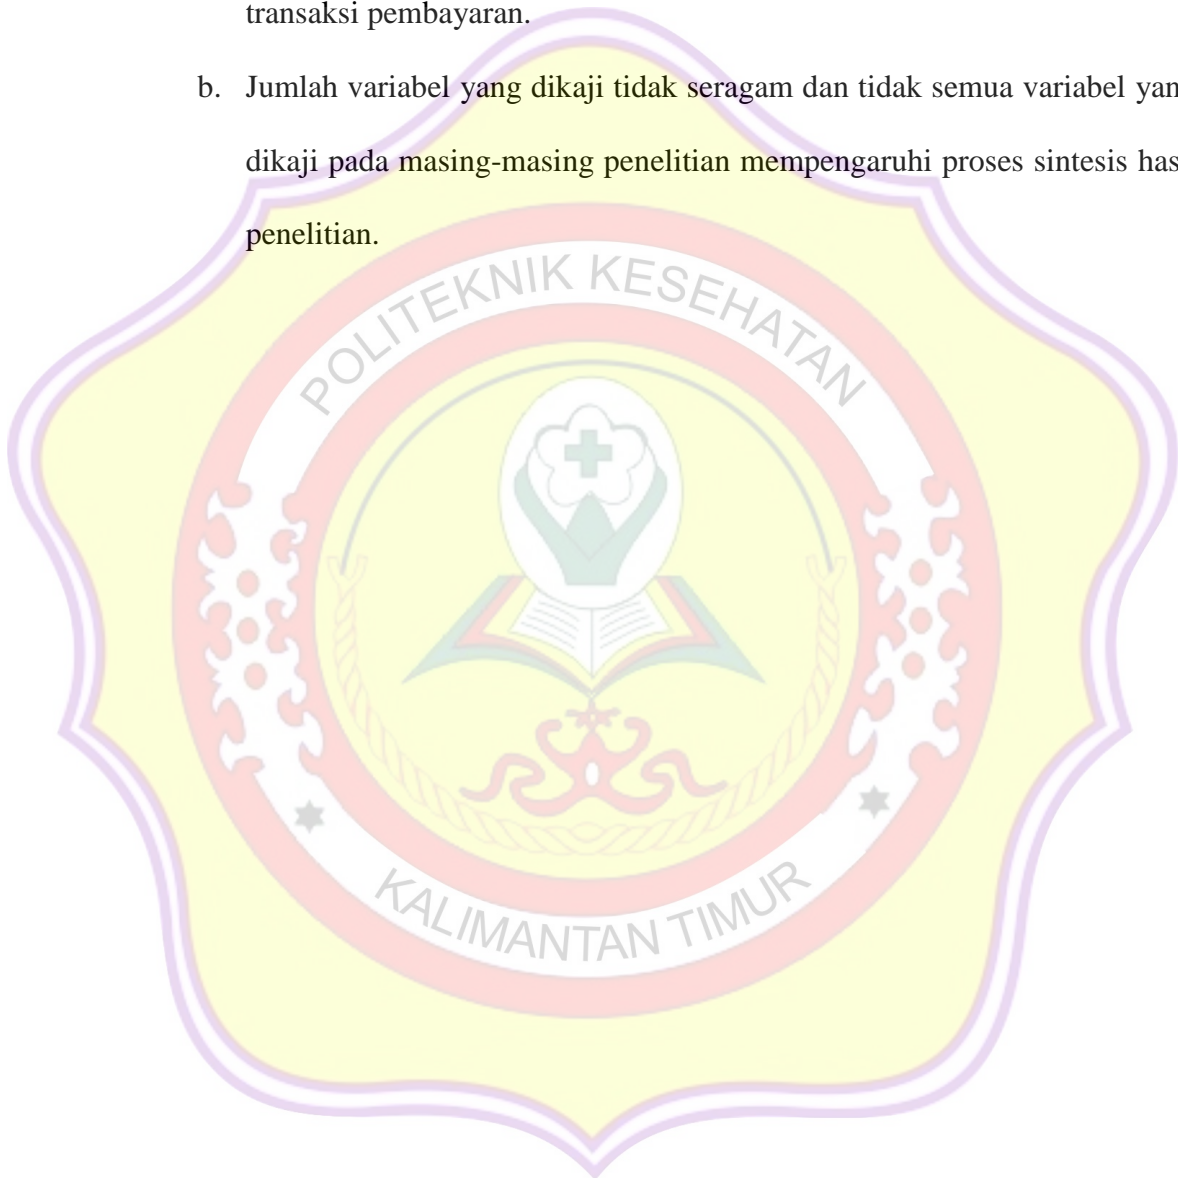 transaksi pembayaran.
b. Jumlah variabel yang dikaji tidak seragam dan tidak semua variabel yan
dikaji pada masing-masing penelitian mempengaruhi proses sintesis has
penelitian.
POLITEKNIK KESEHATAN
KALIMANTAN TIMUR